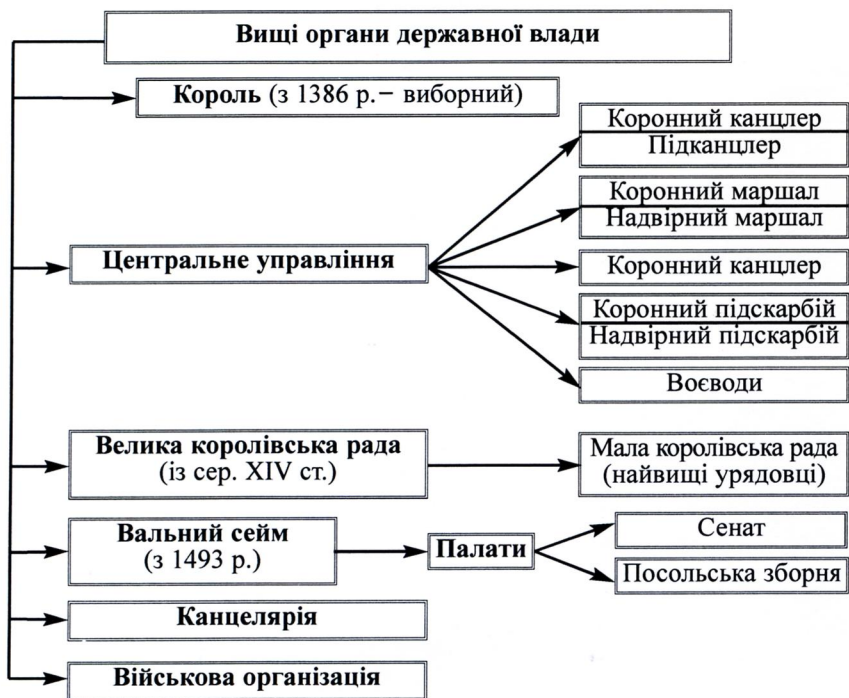 Вищі органи державної влади
Король (з 1386 р.– виборний)
Центральне управління
Коронний канцлер
Підканцлер
Коронний маршал
Надвірний маршал
Коронний канцлер
Коронний підскарбій
Надвірний підскарбій
Воєводи
Велика королівська рада
(із сер. XIV ст.)
Мала королівська рада
(найвищі урядовці)
Вальний сейм
(з 1493 р.)
Палати
Сенат
Посольська зборня
Канцелярія
Військова організація